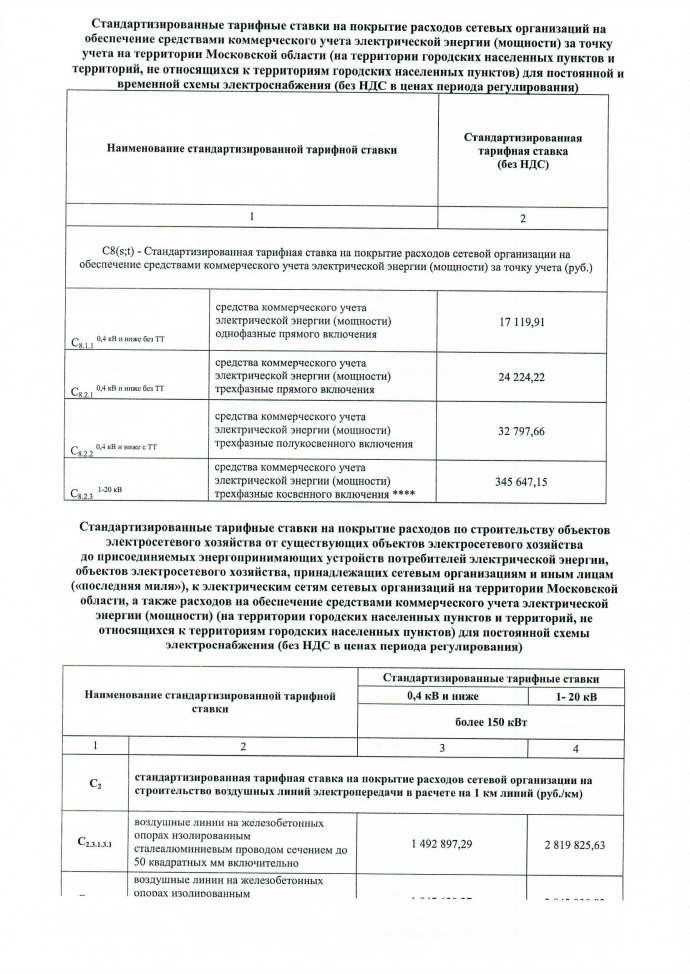 Стандартизированные тарифные ставки на покрытие расходов сетевых организаций на
обеспечение средствами коммерческого учета электрической энергии (мощности) за точку
учета на территории Московской области (на территории городских населенных пунктов и
территорий, не относящихся к территориям городских населенных пунктов) для постоянной и
временной схемы электроснабжения (без НДС в ценах периода регулирования)
Наименование стандартизированной тарифной ставки
Стандартизированная
тарифная ставка
(без НДС)
1
2
C8(s;t) - Стандартизированная тарифная ставка на покрытие расходов сетевой организации на
обеспечение средствами коммерческого учета электрической энергии (мощности) за точку учета (руб.)
C8.1.1 0,4 кВ и ниже без ТТ
средства коммерческого учета
электрической энергии (мощности)
однофазные прямого включения
17 119,91
C8.2.1 0,4 кВ и ниже без ТТ
средства коммерческого учета
электрической энергии (мощности)
трехфазные прямого включения
24 224,22
C8.2.2 0,4 кВ и ниже с ТТ
средства коммерческого учета
электрической энергии (мощности)
трехфазные полукосвенного включения
32 797,66
C8.2.3 1-20 кВ
средства коммерческого учета
электрической энергии (мощности)
трехфазные косвенного включения ****
345 647,15
Стандартизированные тарифные ставки на покрытие расходов по строительству объектов
электросетевого хозяйства от существующих объектов электросетевого хозяйства
до присоединяемых энергопринимающих устройств потребителей электрической энергии,
объектов электросетевого хозяйства, принадлежащих сетевым организациям и иным лицам
(«последняя миля»), к электрическим сетям сетевых организаций на территории Московской
области, а также расходов на обеспечение средствами коммерческого учета электрической
энергии (мощности) (на территории городских населенных пунктов и территорий, не
относящихся к территориям городских населенных пунктов) для постоянной схемы
электроснабжения (без НДС в ценах периода регулирования)
Наименование стандартизированной тарифной
ставки
Стандартизированные тарифные ставки
0,4 кВ и ниже
1- 20 кВ
более 150 кВт
1
2
3
4
C2
стандартизированная тарифная ставка на покрытие расходов сетевой организации на
строительство воздушных линий электропередачи в расчете на 1 км линий (руб./км)
C2.3.1.3.1
воздушные линии на железобетонных
опорах изолированным
сталеалюминиевым проводом сечением до
50 квадратных мм включительно
1 492 897,29
2 819 825,63
воздушные линии на железобетонных
опорах изолированным